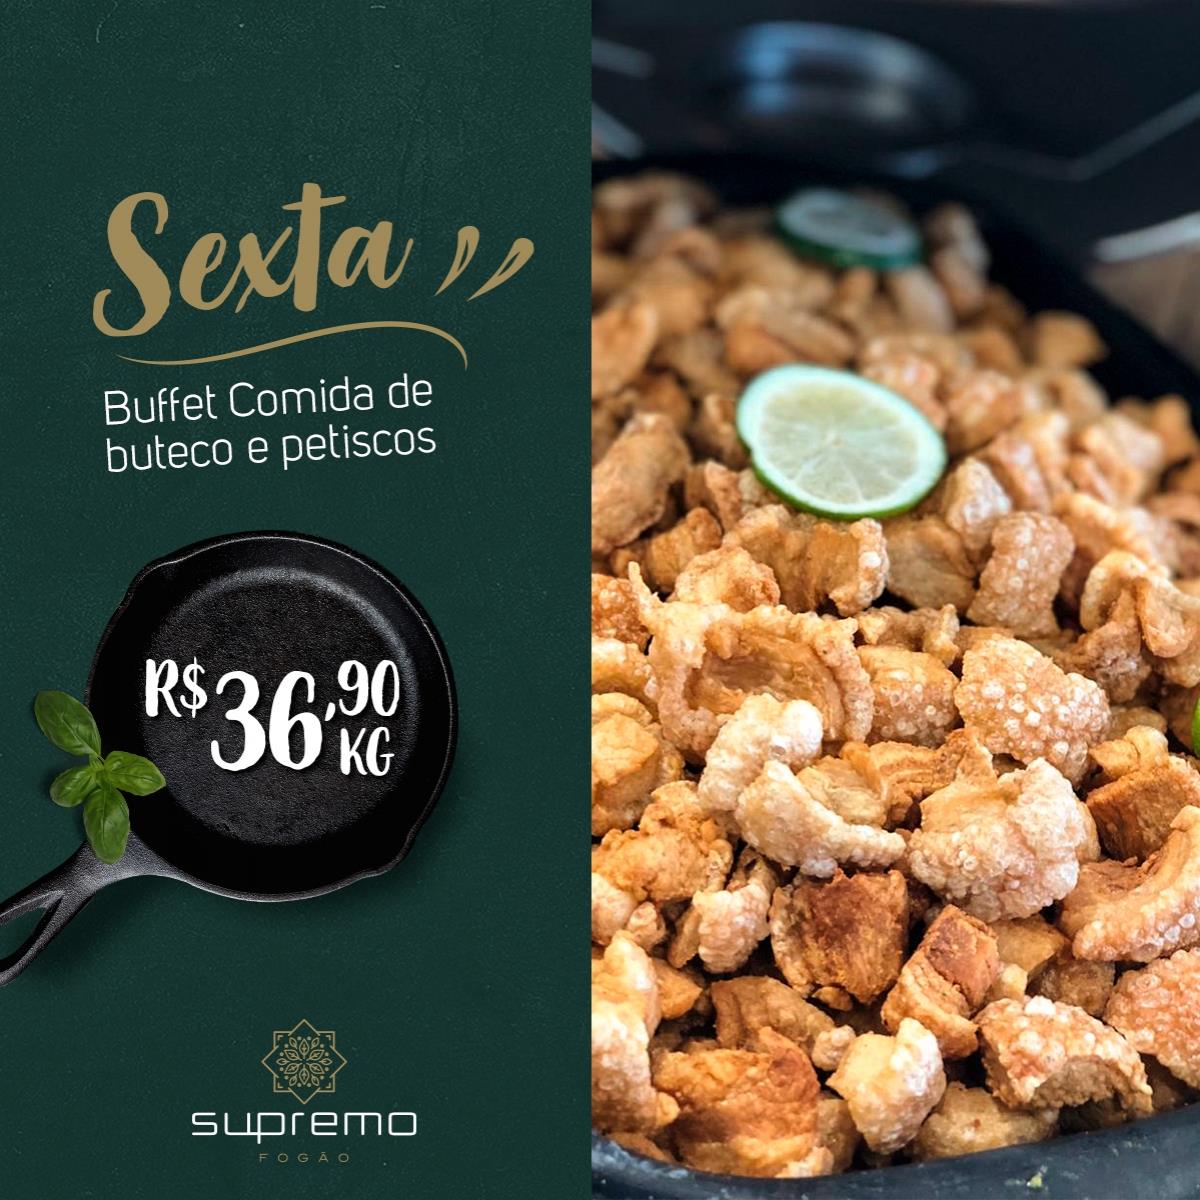 Sexta
Buffet Comida de
buteco e petiscos
R$36,90
KG
supremo
FOGÃO